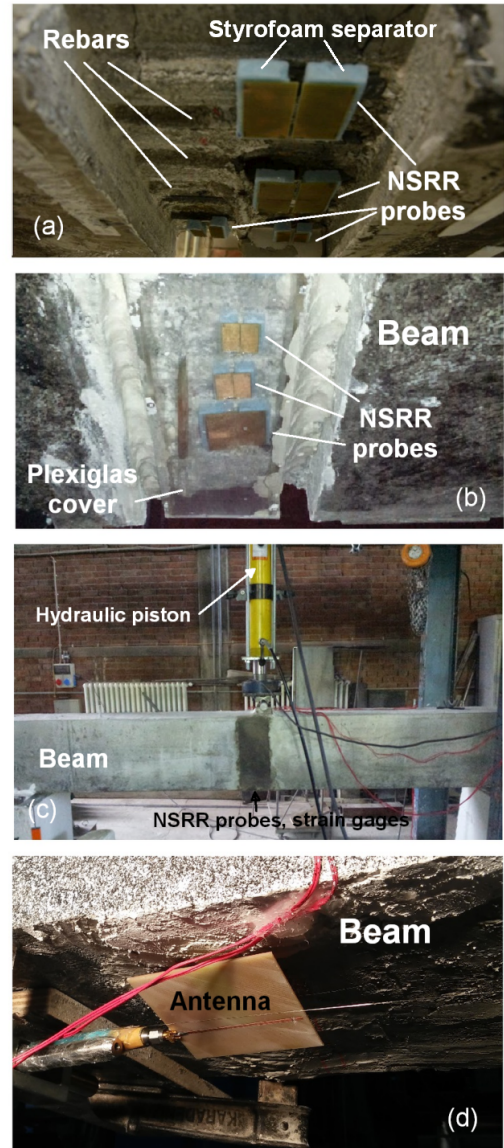 Rebars
Styrofoam separator
NSRR
probes
(a)
Beam
NSRR
probes
Plexiglas
cover
(b)
Hydraulic piston
Beam
(c)
NSRR probes, strain gages
Beam
Antenna
(d)